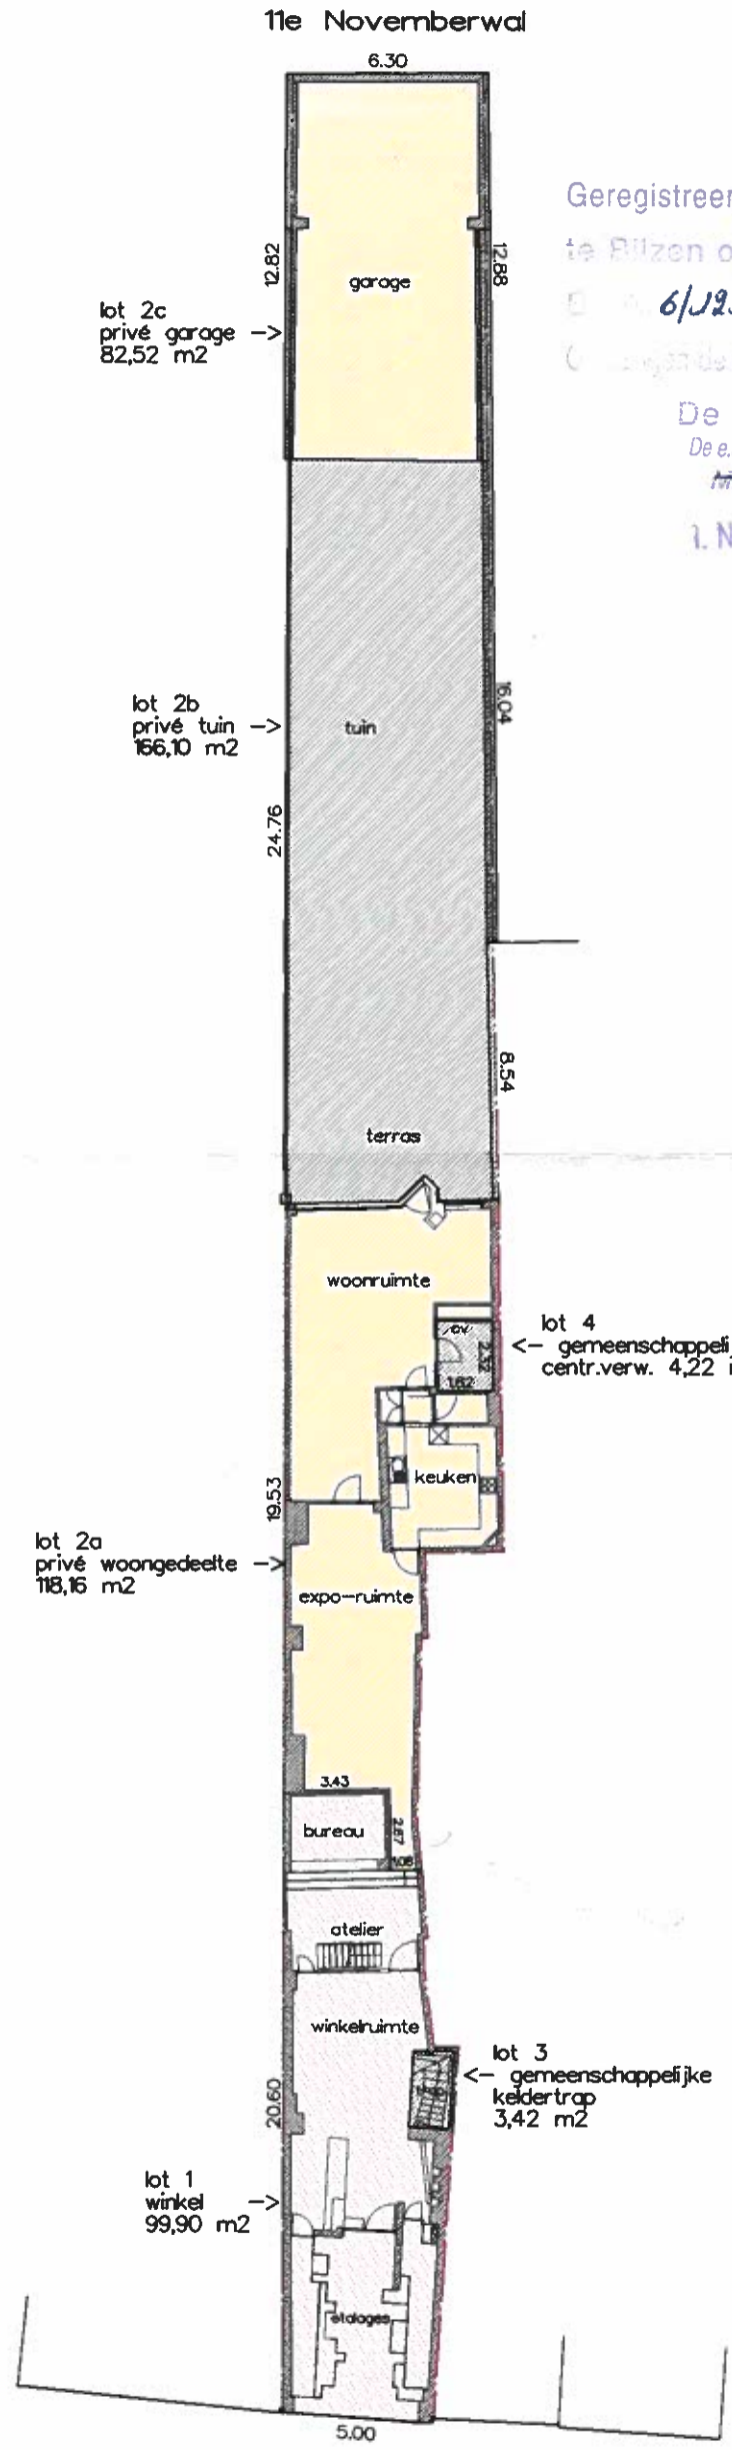 11e Novemberwal
6.30
Geregistreer
te Bilzen o
6/
12.82
12.88
garage
lot 2c
privé garage ->
82,52 m2
De
De e.
1. N
16.04
lot 2b
privé tuin ->
166,10 m2
tuin
24.76
8.54
terras
woonruimte
lot 4
<- gemeenschappeli
centr.verw. 4,22
cv
2.32
1.82
keuken
19.53
lot 2a
privé woongedeelte ->
118,16 m2
expo-ruimte
3.43
bureau
2.87
atelier
winkelruimte
lot 3
<- gemeenschappelijke
keldertrap
3,42 m2
20.60
lot 1
winkel ->
99,90 m2
etalages
5.00